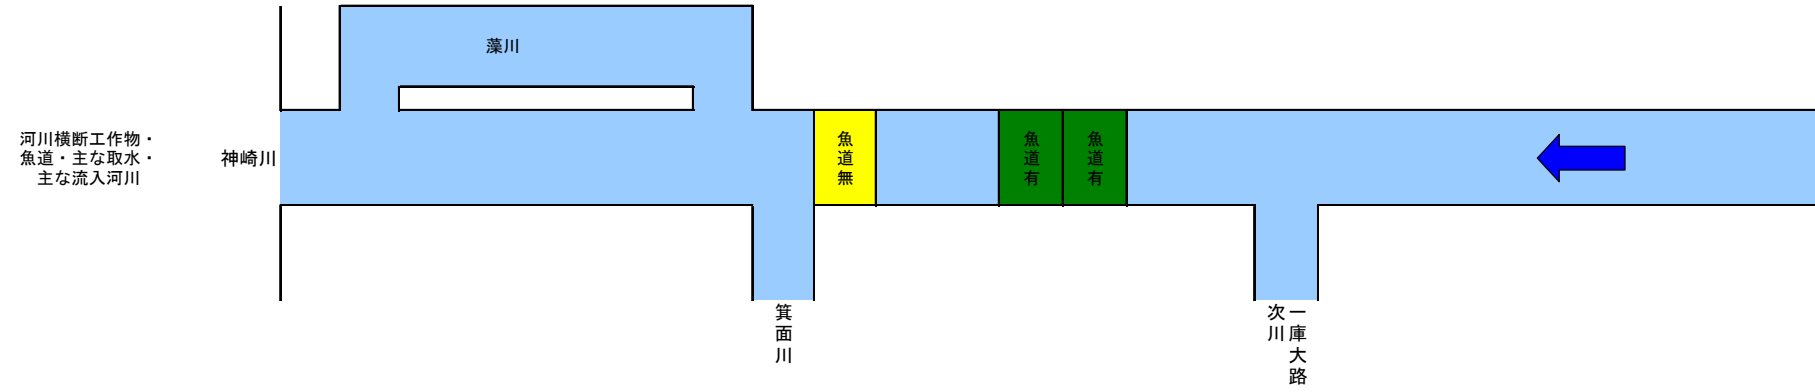 藻川
河川横断工作物・
魚道・主な取水・
主な流入河川
神崎川
魚道無
魚道有
魚道有
箕面川
一庫大路
次川